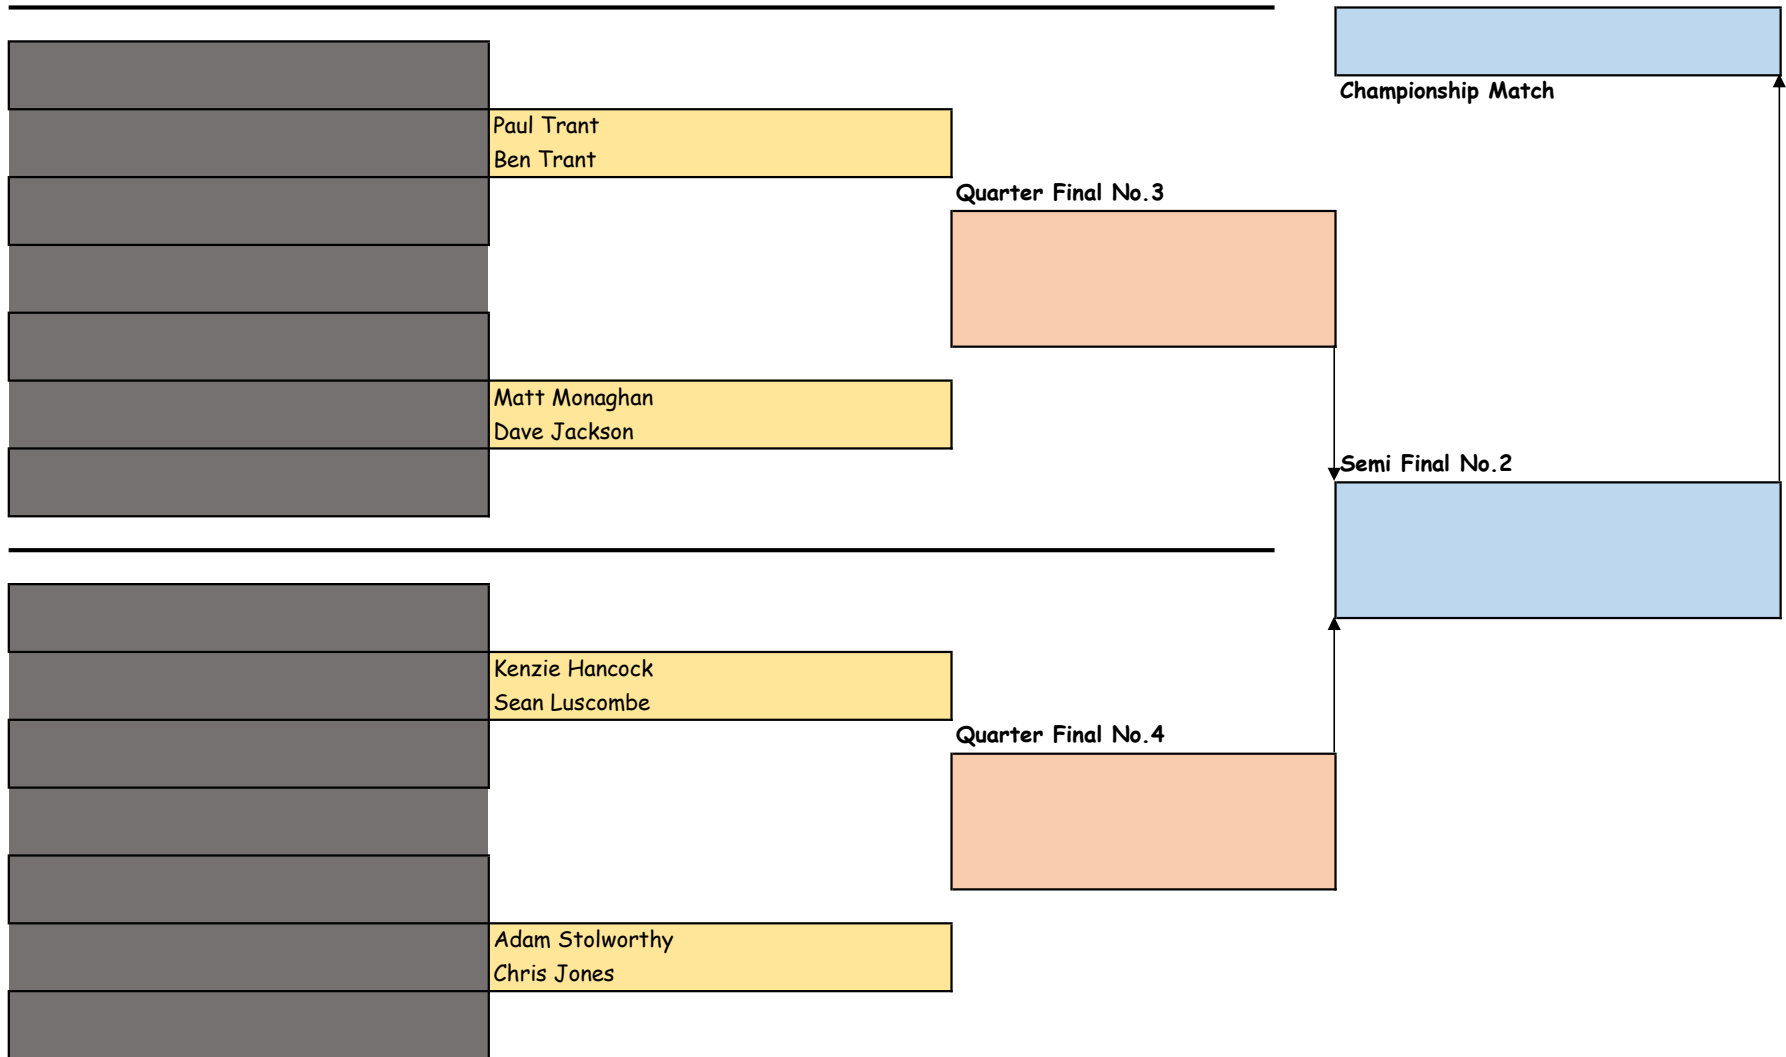 Championship Match
Paul Trant
Ben Trant
Quarter Final No.3
Matt Monaghan
Dave Jackson
Semi Final No.2
Kenzie Hancock
Sean Luscombe
Quarter Final No.4
Adam Stolworthy
Chris Jones